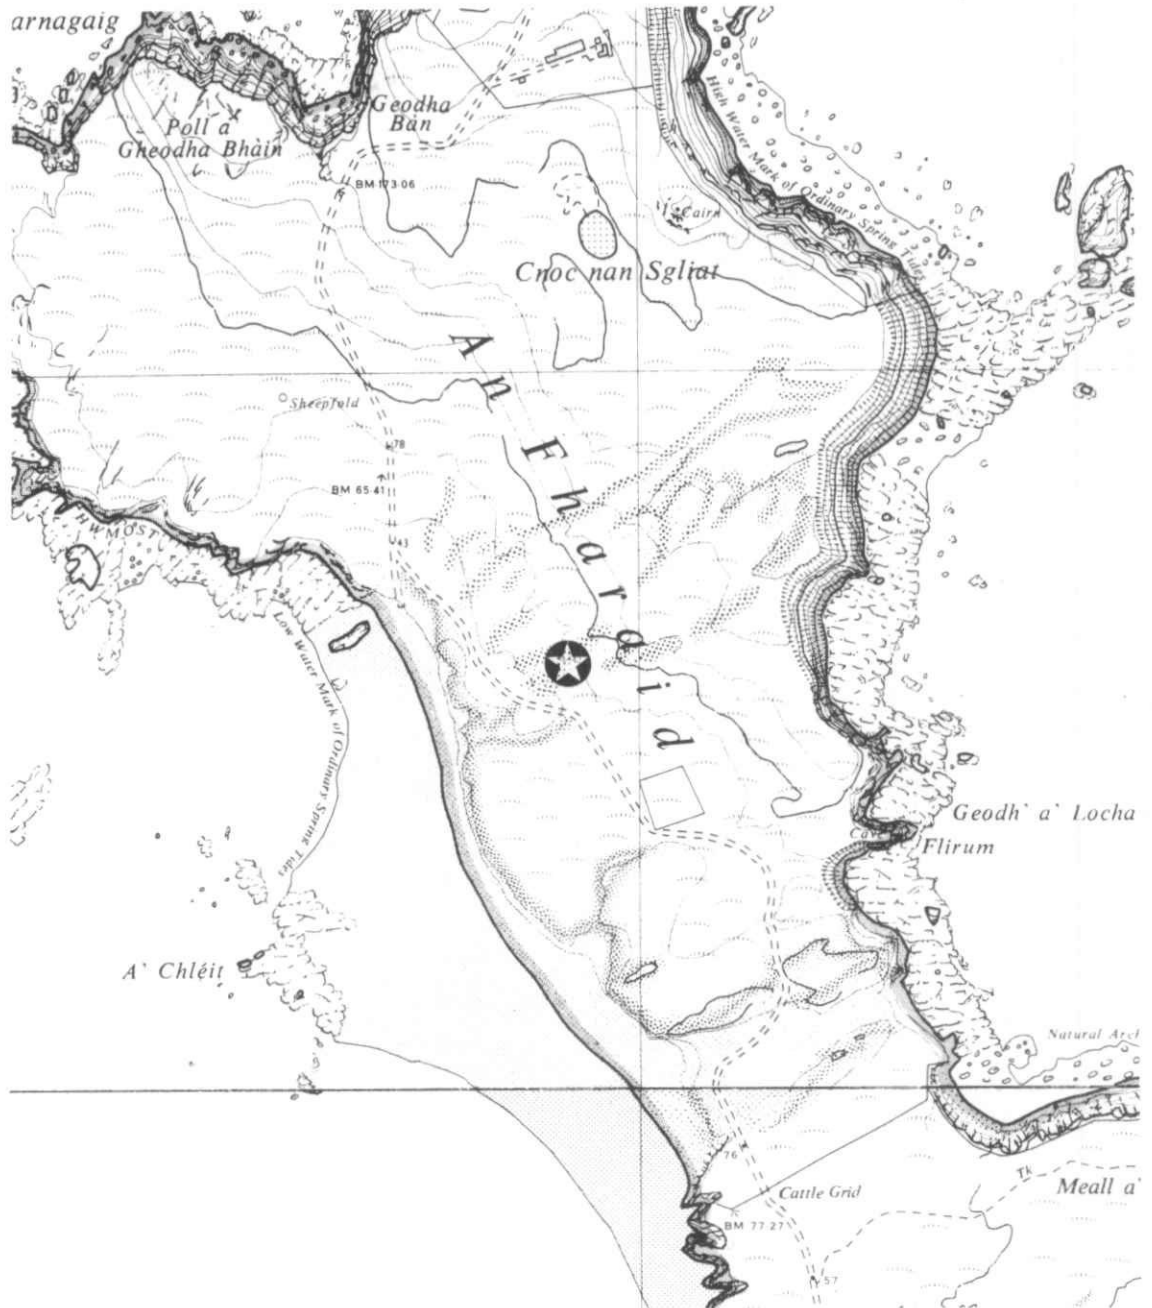 arnagaig
Geodha
Bàn
Poll a'
Gheodha Bhàin
BM 173·06
High Water Mark of Ordinary Spring Tides
Cairn
Cnoc nan Sgliat
An Fharaid
Sheepfold
78
BM 65·41
43
HWMOST
Low Water Mark of Ordinary Spring Tides
Geodh` a` Locha
Flirum
A` Chléit
Natural Arch
76
Cattle Grid
Tk
Meall a`
BM 77·27
57